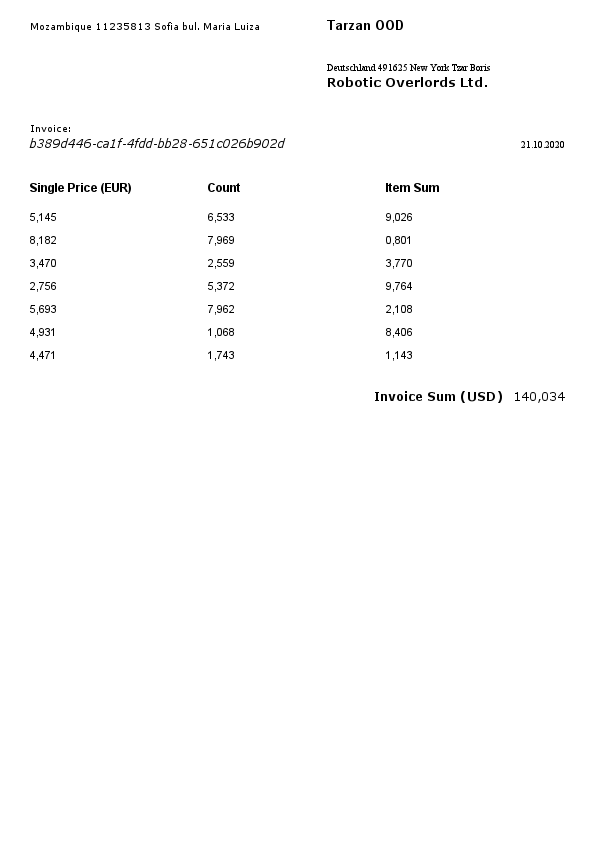 Mozambique 11235813 Sofia bul. Maria Luiza
Tarzan OOD
Deutschland 491625 New York Tzar Boris
Robotic Overlords Ltd.
Invoice:
b389d446-ca1f-4fdd-bb28-651c026b902d
21.10.2020
Single Price (EUR) Count Item Sum
5,145 6,533 9,026
8,182 7,969 0,801
3,470 2,559 3,770
2,756 5,372 9,764
5,693 7,962 2,108
4,931 1,068 8,406
4,471 1,743 1,143
Invoice Sum (USD) 140,034